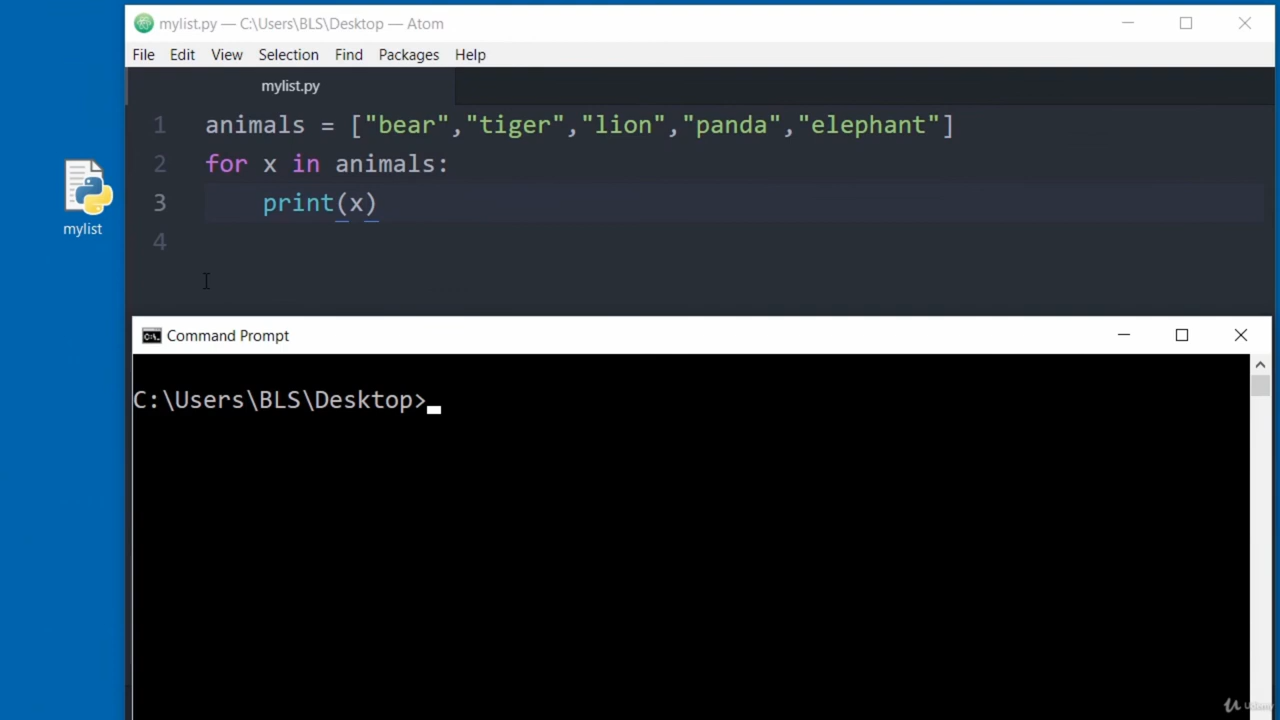 mylist.py — C:\Users\BLS\Desktop — Atom
File Edit View Selection Find Packages Help
mylist.py
1 animals = ["bear","tiger","lion","panda","elephant"]
2 for x in animals:
3     print(x)
4
mylist
Command Prompt
C:\Users\BLS\Desktop>